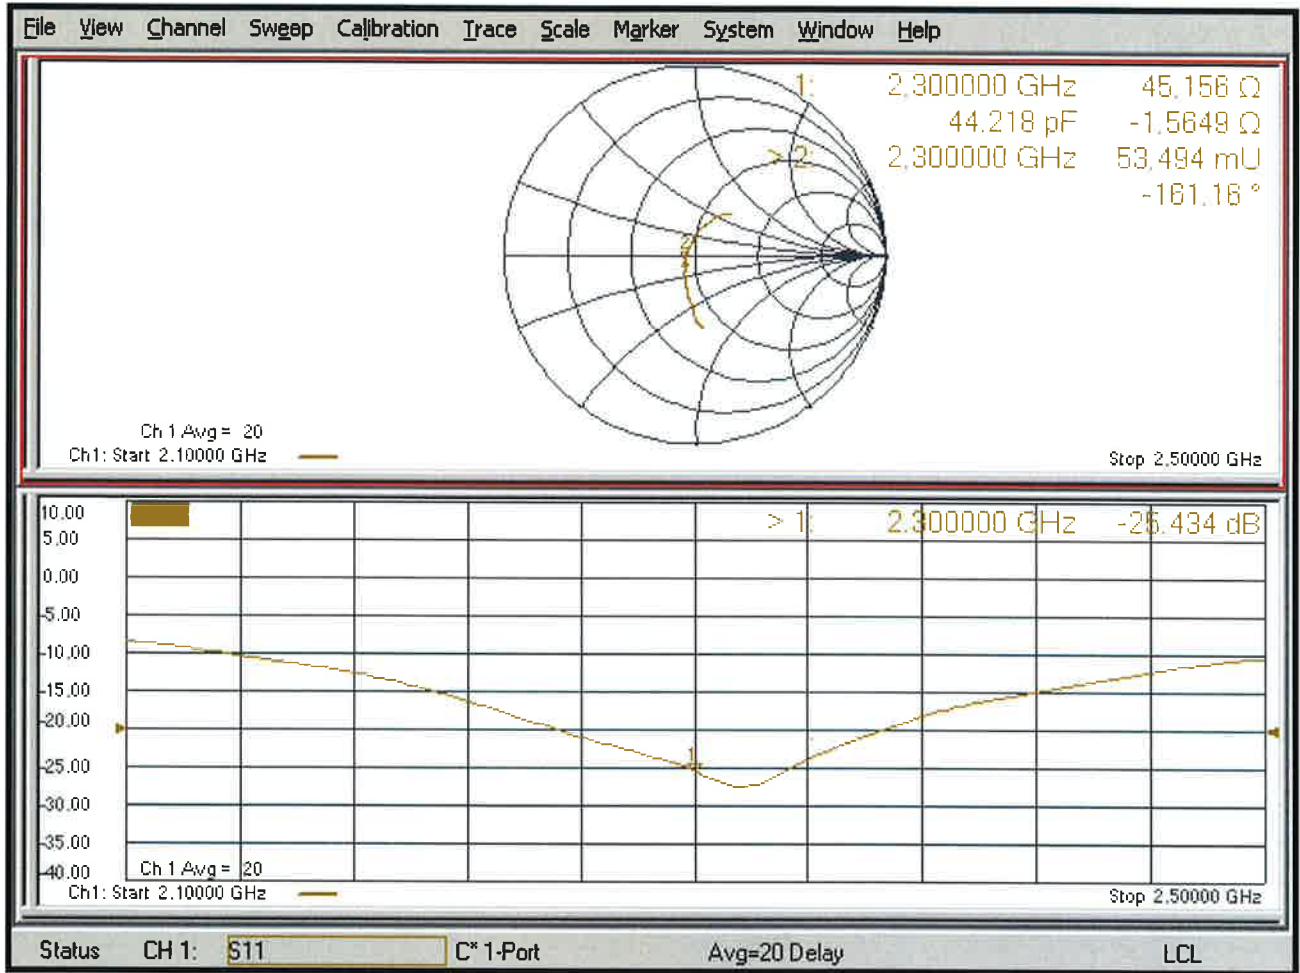 File View Channel Sweep Calibration Trace Scale Marker System Window Help
1: 2,300000 GHz 45,156 Ω
44.218 pF -1.5649 Ω
> 2: 2,300000 GHz 53,494 mU
-161.16 °
2
Ch 1 Avg = 20
Ch1: Start 2.10000 GHz
Stop 2,50000 GHz
10.00
> 1: 2.300000 GHz -25.434 dB
5.00
0.00
-5.00
-10.00
-15.00
-20.00
1
-25.00
-30.00
-35.00
-40.00
Ch 1 Avg = 20
Ch1: Start 2.10000 GHz
Stop 2,50000 GHz
Status CH 1: S11 C* 1-Port Avg=20 Delay LCL